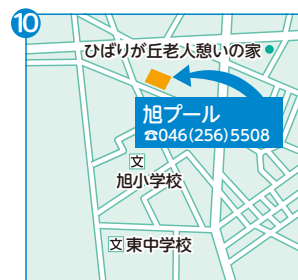 10
ひばりが丘老人憩いの家
旭プール
☎046(256)5508
文
旭小学校
文 東中学校